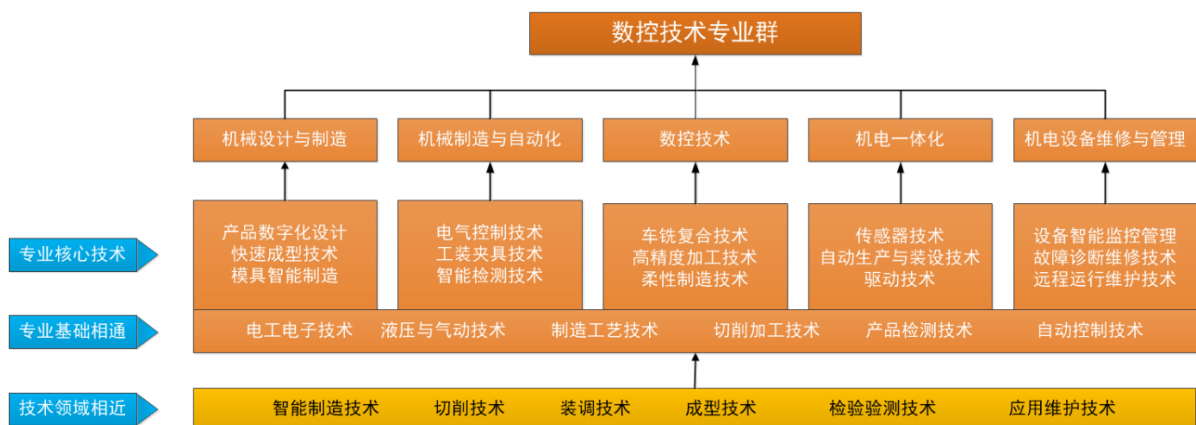 数控技术专业群
机械设计与制造
机械制造与自动化
数控技术
机电一体化
机电设备维修与管理
专业核心技术
产品数字化设计
快速成型技术
模具智能制造
电气控制技术
工装夹具技术
智能检测技术
车铣复合技术
高精度加工技术
柔性制造技术
传感器技术
自动生产与装设技术
驱动技术
设备智能监控管理
故障诊断维修技术
远程运行维护技术
专业基础相通
电工电子技术 液压与气动技术 制造工艺技术 切削加工技术 产品检测技术 自动控制技术
技术领域相近
智能制造技术 切削技术 装调技术 成型技术 检验验测技术 应用维护技术